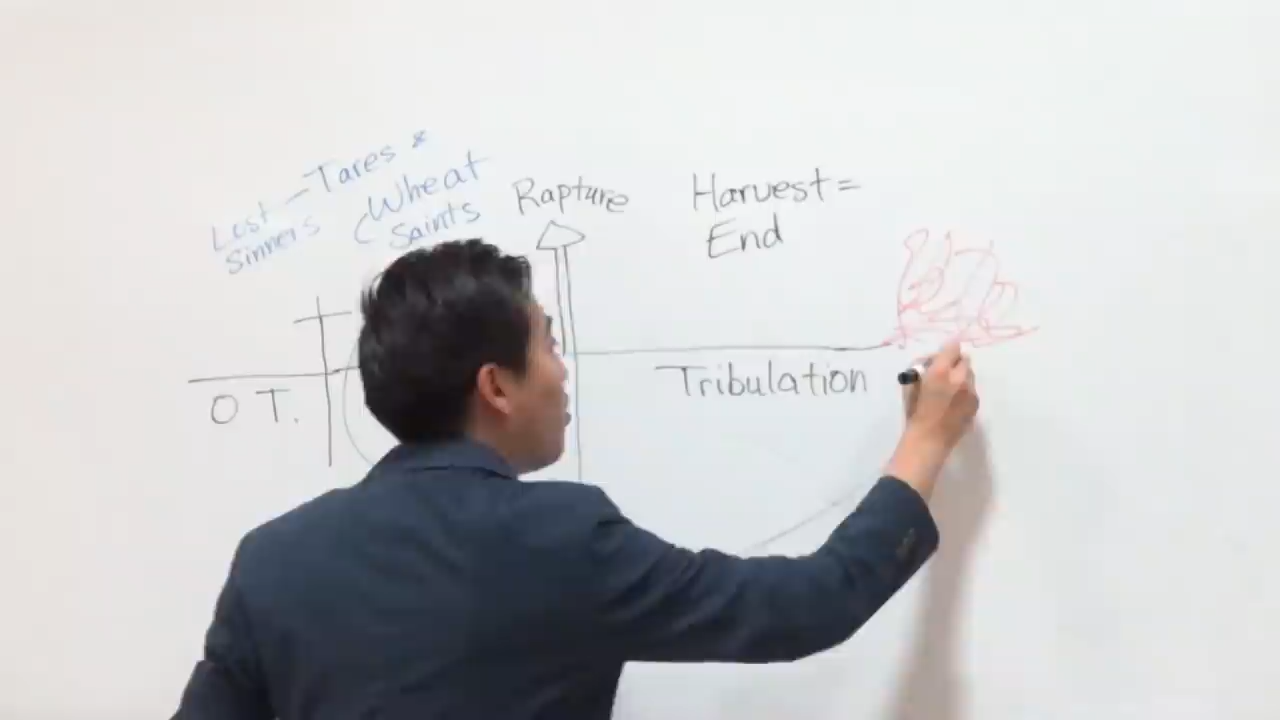 Tares &
Wheat
Lost
Sinners
Saints
Rapture
Harvest =
End
O T.
Tribulation